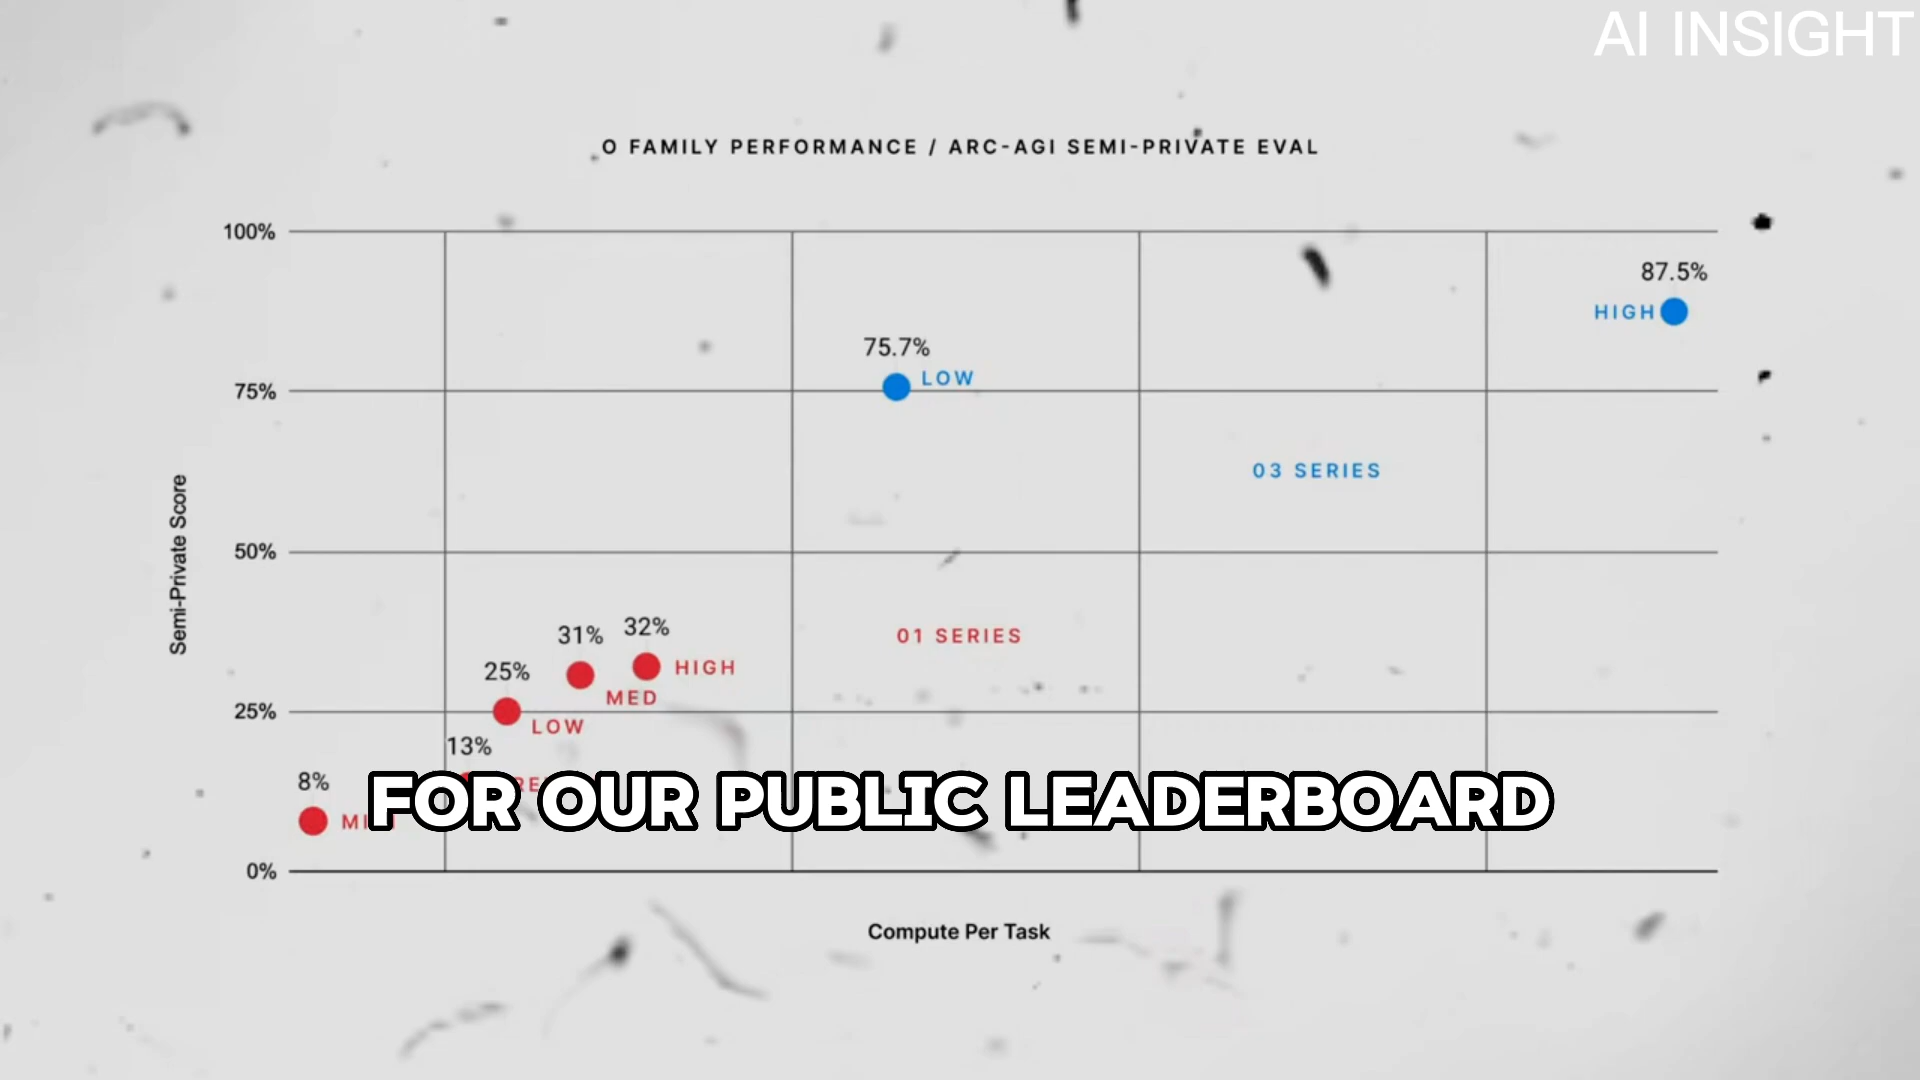 AI INSIGHT
O FAMILY PERFORMANCE / ARC-AGI SEMI-PRIVATE EVAL
100%
87.5%
HIGH
75.7%
LOW
75%
03 SERIES
Semi-Private Score
50%
32%
31%
01 SERIES
HIGH
25%
MED
25%
LOW
13%
8%
FOR OUR PUBLIC LEADERBOARD
0%
Compute Per Task